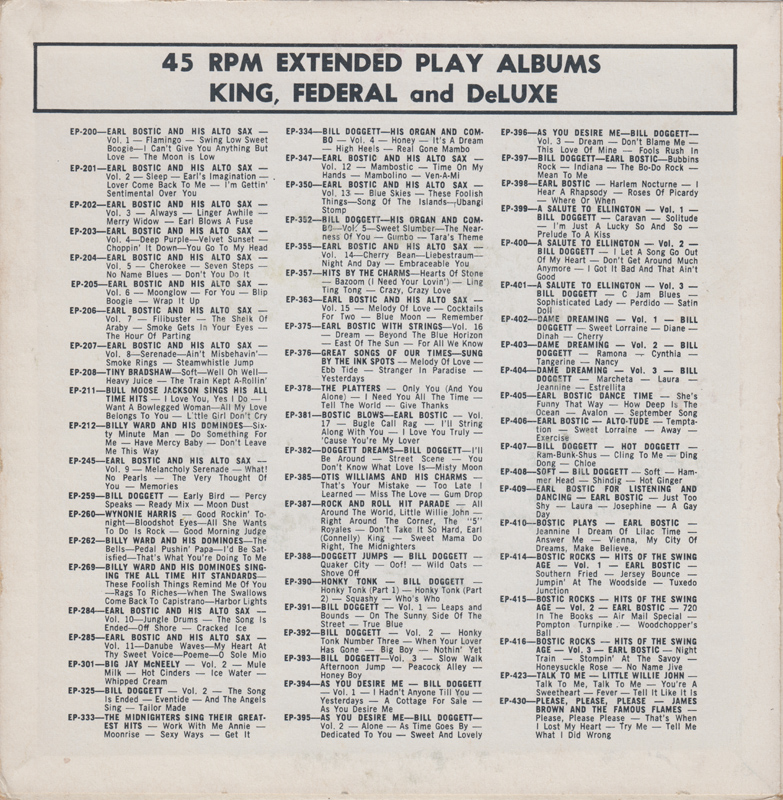 45 RPM EXTENDED PLAY ALBUMS
KING, FEDERAL and DeLUXE
EP-200—EARL BOSTIC AND HIS ALTO SAX —
Vol. 1 — Flamingo — Swing Low Sweet
Boogie—I Can't Give You Anything But
Love — The Moon is Low
EP-201—EARL BOSTIC AND HIS ALTO SAX —
Vol. 2 — Sleep — Earl's Imagination —
Lover Come Back To Me — I'm Gettin'
Sentimental Over You
EP-202—EARL BOSTIC AND HIS ALTO SAX —
Vol. 3 — Always — Linger Awhile —
Merry Widow — Earl Blows A Fuse
EP-203—EARL BOSTIC AND HIS ALTO SAX —
Vol. 4—Deep Purple—Velvet Sunset —
Choppin' It Down—You Go To My Head
EP-204—EARL BOSTIC AND HIS ALTO SAX —
Vol. 5 — Cherokee — Seven Steps —
No Name Blues — Don't You Do It
EP-205—EARL BOSTIC AND HIS ALTO SAX —
Vol. 6 — Moonglow — For You — Blip
Boogie — Wrap It Up
EP-206—EARL BOSTIC AND HIS ALTO SAX —
Vol. 7 — Filibuster — The Sheik Of
Araby — Smoke Gets In Your Eyes —
The Hour Of Parting
EP-207—EARL BOSTIC AND HIS ALTO SAX —
Vol. 8—Serenade—Ain't Misbehavin'—
Smoke Rings — Steamwhistle Jump
EP-208—TINY BRADSHAW—Soft—Well Oh Well—
Heavy Juice — The Train Kept A-Rollin'
EP-211—BULL MOOSE JACKSON SINGS HIS ALL
TIME HITS — I Love You, Yes I Do — I
Want A Bowlegged Woman—All My Love
Belongs To You — L'ttle Girl Don't Cry
EP-212—BILLY WARD AND HIS DOMINOES—Six-
ty Minute Man — Do Something For
Me — Have Mercy Baby — Don't Leave
Me This Way
EP-245—EARL BOSTIC AND HIS ALTO SAX —
Vol. 9 — Melancholy Serenade — What!
No Pearls — The Very Thought Of
You — Memories
EP-259—BILL DOGGETT — Early Bird — Percy
Speaks — Ready Mix — Moon Dust
EP-260—WYNONIE HARRIS — Good Rockin' To-
night—Bloodshot Eyes—All She Wants
To Do Is Rock — Good Morning Judge
EP-262—BILLY WARD AND HIS DOMINOES—The
Bells—Pedal Pushin' Papa—I'd Be Sat-
isfied—That's What You're Doing To Me
EP-269—BILLY WARD AND HIS DOMINOES SING-
ING THE ALL TIME HIT STANDARDS—
These Foolish Things Remind Me Of You
—Rags To Riches—When The Swallows
Come Back To Capistrano—Harbor Lights
EP-284—EARL BOSTIC AND HIS ALTO SAX —
Vol. 10—Jungle Drums — The Song Is
Ended—Off Shore — Cracked Ice
EP-285—EARL BOSTIC AND HIS ALTO SAX —
Vol. 11—Danube Waves—My Heart At
Thy Sweet Voice—Poeme—O Sole Mio
EP-301—BIG JAY McNEELY — Vol. 2 — Mule
Milk — Hot Cinders — Ice Water —
Whipped Cream
EP-325—BILL DOGGETT — Vol. 2 — The Song
Is Ended — Eventide — And The Angels
Sing — Tailor Made
EP-333—THE MIDNIGHTERS SING THEIR GREAT-
EST HITS — Work With Me Annie —
Moonrise — Sexy Ways — Get It
EP-334—BILL DOGGETT—HIS ORGAN AND COM-
BO — Vol. 4 — Honey — It's A Dream
— High Heels — Real Gone Mambo
EP-347—EARL BOSTIC AND HIS ALTO SAX —
Vol. 12 — Mambostic — Time On My
Hands — Mambolino — Ven-A-Mi
EP-350—EARL BOSTIC AND HIS ALTO SAX —
Vol. 13 — Blue Skies — These Foolish
Things—Song Of The Islands—Ubangi
Stomp
EP-352—BILL DOGGETT—HIS ORGAN AND COM-
BO—Vol. 5—Sweet Slumber—The Near-
ness Of You — Gumbo — Tara's Theme
EP-355—EARL BOSTIC AND HIS ALTO SAX —
Vol. 14—Cherry Bean—Liebestraum—
Night And Day — Embraceable You
EP-357—HITS BY THE CHARMS—Hearts Of Stone
— Bazoom (I Need Your Lovin') — Ling
Ting Tong — Crazy, Crazy Love
EP-363—EARL BOSTIC AND HIS ALTO SAX —
Vol. 15 — Melody Of Love — Cocktails
For Two — Blue Moon — Remember
EP-375—EARL BOSTIC WITH STRINGS—Vol. 16
— Dream — Beyond The Blue Horizon
— East Of The Sun — For All We Know
EP-376—GREAT SONGS OF OUR TIMES—SUNG
BY THE INK SPOTS — Melody Of Love —
Ebb Tide — Stranger In Paradise —
Yesterdays
EP-378—THE PLATTERS — Only You (And You
Alone) — I Need You All The Time —
Tell The World — Give Thanks
EP-381—BOSTIC BLOWS—EARL BOSTIC — Vol.
17 — Bugle Call Rag — I'll String
Along With You — I Love You Truly —
'Cause You're My Lover
EP-382—DOGGETT DREAMS—BILL DOGGETT—I'll
Be Around — Street Scene — You
Don't Know What Love Is—Misty Moon
EP-385—OTIS WILLIAMS AND HIS CHARMS —
That's Your Mistake — Too Late I
Learned — Miss The Love — Gum Drop
EP-387—ROCK AND ROLL HIT PARADE — All
Around The World, Little Willie John —
Right Around The Corner, The "5"
Royales — Don't Take It So Hard, Earl
(Connelly) King — Sweet Mama Do
Right, The Midnighters
EP-388—DOGGETT JUMPS — BILL DOGGETT —
Quaker City — Oof! — Wild Oats —
Shove Off
EP-390—HONKY TONK — BILL DOGGETT —
Honky Tonk (Part 1) — Honky Tonk (Part
2) — Squashy — Who's Who
EP-391—BILL DOGGETT — Vol. 1 — Leaps and
Bounds — On The Sunny Side Of The
Street — True Blue
EP-392—BILL DOGGETT — Vol. 2 — Honky
Tonk Number Three — When Your Lover
Has Gone — Big Boy — Nothin' Yet
EP-393—BILL DOGGETT—Vol. 3 — Slow Walk
Afternoon Jump — Peacock Alley —
Honey Boy
EP-394—AS YOU DESIRE ME — BILL DOGGETT
— Vol. 1 — I Hadn't Anyone Till You —
Yesterdays — A Cottage For Sale —
As You Desire Me
EP-395—AS YOU DESIRE ME—BILL DOGGETT—
Vol. 2 — Alone — As Time Goes By —
Dedicated To You — Sweet And Lovely
EP-396—AS YOU DESIRE ME—BILL DOGGETT—
Vol. 3 — Dream — Don't Blame Me —
This Love Of Mine — Fools Rush In
EP-397—BILL DOGGETT—EARL BOSTIC—Bubbins
Rock — Indiana — The Bo-Do Rock —
Mean To Me
EP-398—EARL BOSTIC — Harlem Nocturne — I
Hear A Rhapsody — Roses Of Picardy
— Where Or When
EP-399—A SALUTE TO ELLINGTON — Vol. 1 —
BILL DOGGETT — Caravan — Solitude
— I'm Just A Lucky So And So —
Prelude To A Kiss
EP-400—A SALUTE TO ELLINGTON — Vol. 2 —
BILL DOGGETT — I Let A Song Go Out
Of My Heart — Don't Get Around Much
Anymore — I Got It Bad And That Ain't
Good
EP-401—A SALUTE TO ELLINGTON — Vol. 3 —
BILL DOGGETT — C Jam Blues —
Sophisticated Lady — Perdido — Satin
Doll
EP-402—DAME DREAMING — Vol. 1 — BILL
DOGGETT — Sweet Lorraine — Diane —
Dinah — Cherry
EP-403—DAME DREAMING — Vol. 2 — BILL
DOGGETT — Ramona — Cynthia —
Tangerine — Nancy
EP-404—DAME DREAMING — Vol. 3 — BILL
DOGGETT — Marcheta — Laura —
Jeannine — Estrellita
EP-405—EARL BOSTIC DANCE TIME — She's
Funny That Way — How Deep Is The
Ocean — Avalon — September Song
EP-406—EARL BOSTIC — ALTO-TUDE — Tempta-
tion — Sweet Lorraine — Away —
Exercise
EP-407—BILL DOGGETT — HOT DOGGETT —
Ram-Bunk-Shus — Cling To Me — Ding
Dong — Chloe
EP-408—SOFT — BILL DOGGETT — Soft — Ham-
mer Head — Shindig — Hot Ginger
EP-409—EARL BOSTIC FOR LISTENING AND
DANCING — EARL BOSTIC — Just Too
Shy — Laura — Josephine — A Gay
Day
EP-410—BOSTIC PLAYS — EARL BOSTIC —
Jeannine I Dream Of Lilac Time —
Answer Me — Vienna, My City Of
Dreams, Make Believe.
EP-414—BOSTIC ROCKS — HITS OF THE SWING
AGE — Vol. 1 — EARL BOSTIC —
Southern Fried — Jersey Bounce —
Jumpin' At The Woodside — Tuxedo
Junction
EP-415—BOSTIC ROCKS — HITS OF THE SWING
AGE — Vol. 2 — EARL BOSTIC — 720
In The Books — Air Mail Special —
Pompton Turnpike — Woodchopper's
Ball
EP-416—BOSTIC ROCKS — HITS OF THE SWING
AGE — Vol. 3 — EARL BOSTIC — Night
Train — Stompin' At The Savoy —
Honeysuckle Rose — No Name Jive
EP-423—TALK TO ME — LITTLE WILLIE JOHN —
Talk To Me, Talk To Me — You're A
Sweetheart — Fever — Tell It Like It Is
EP-430—PLEASE, PLEASE, PLEASE — JAMES
BROWN AND THE FAMOUS FLAMES —
Please, Please Please — That's When
I Lost My Heart — Try Me — Tell Me
What I Did Wrong